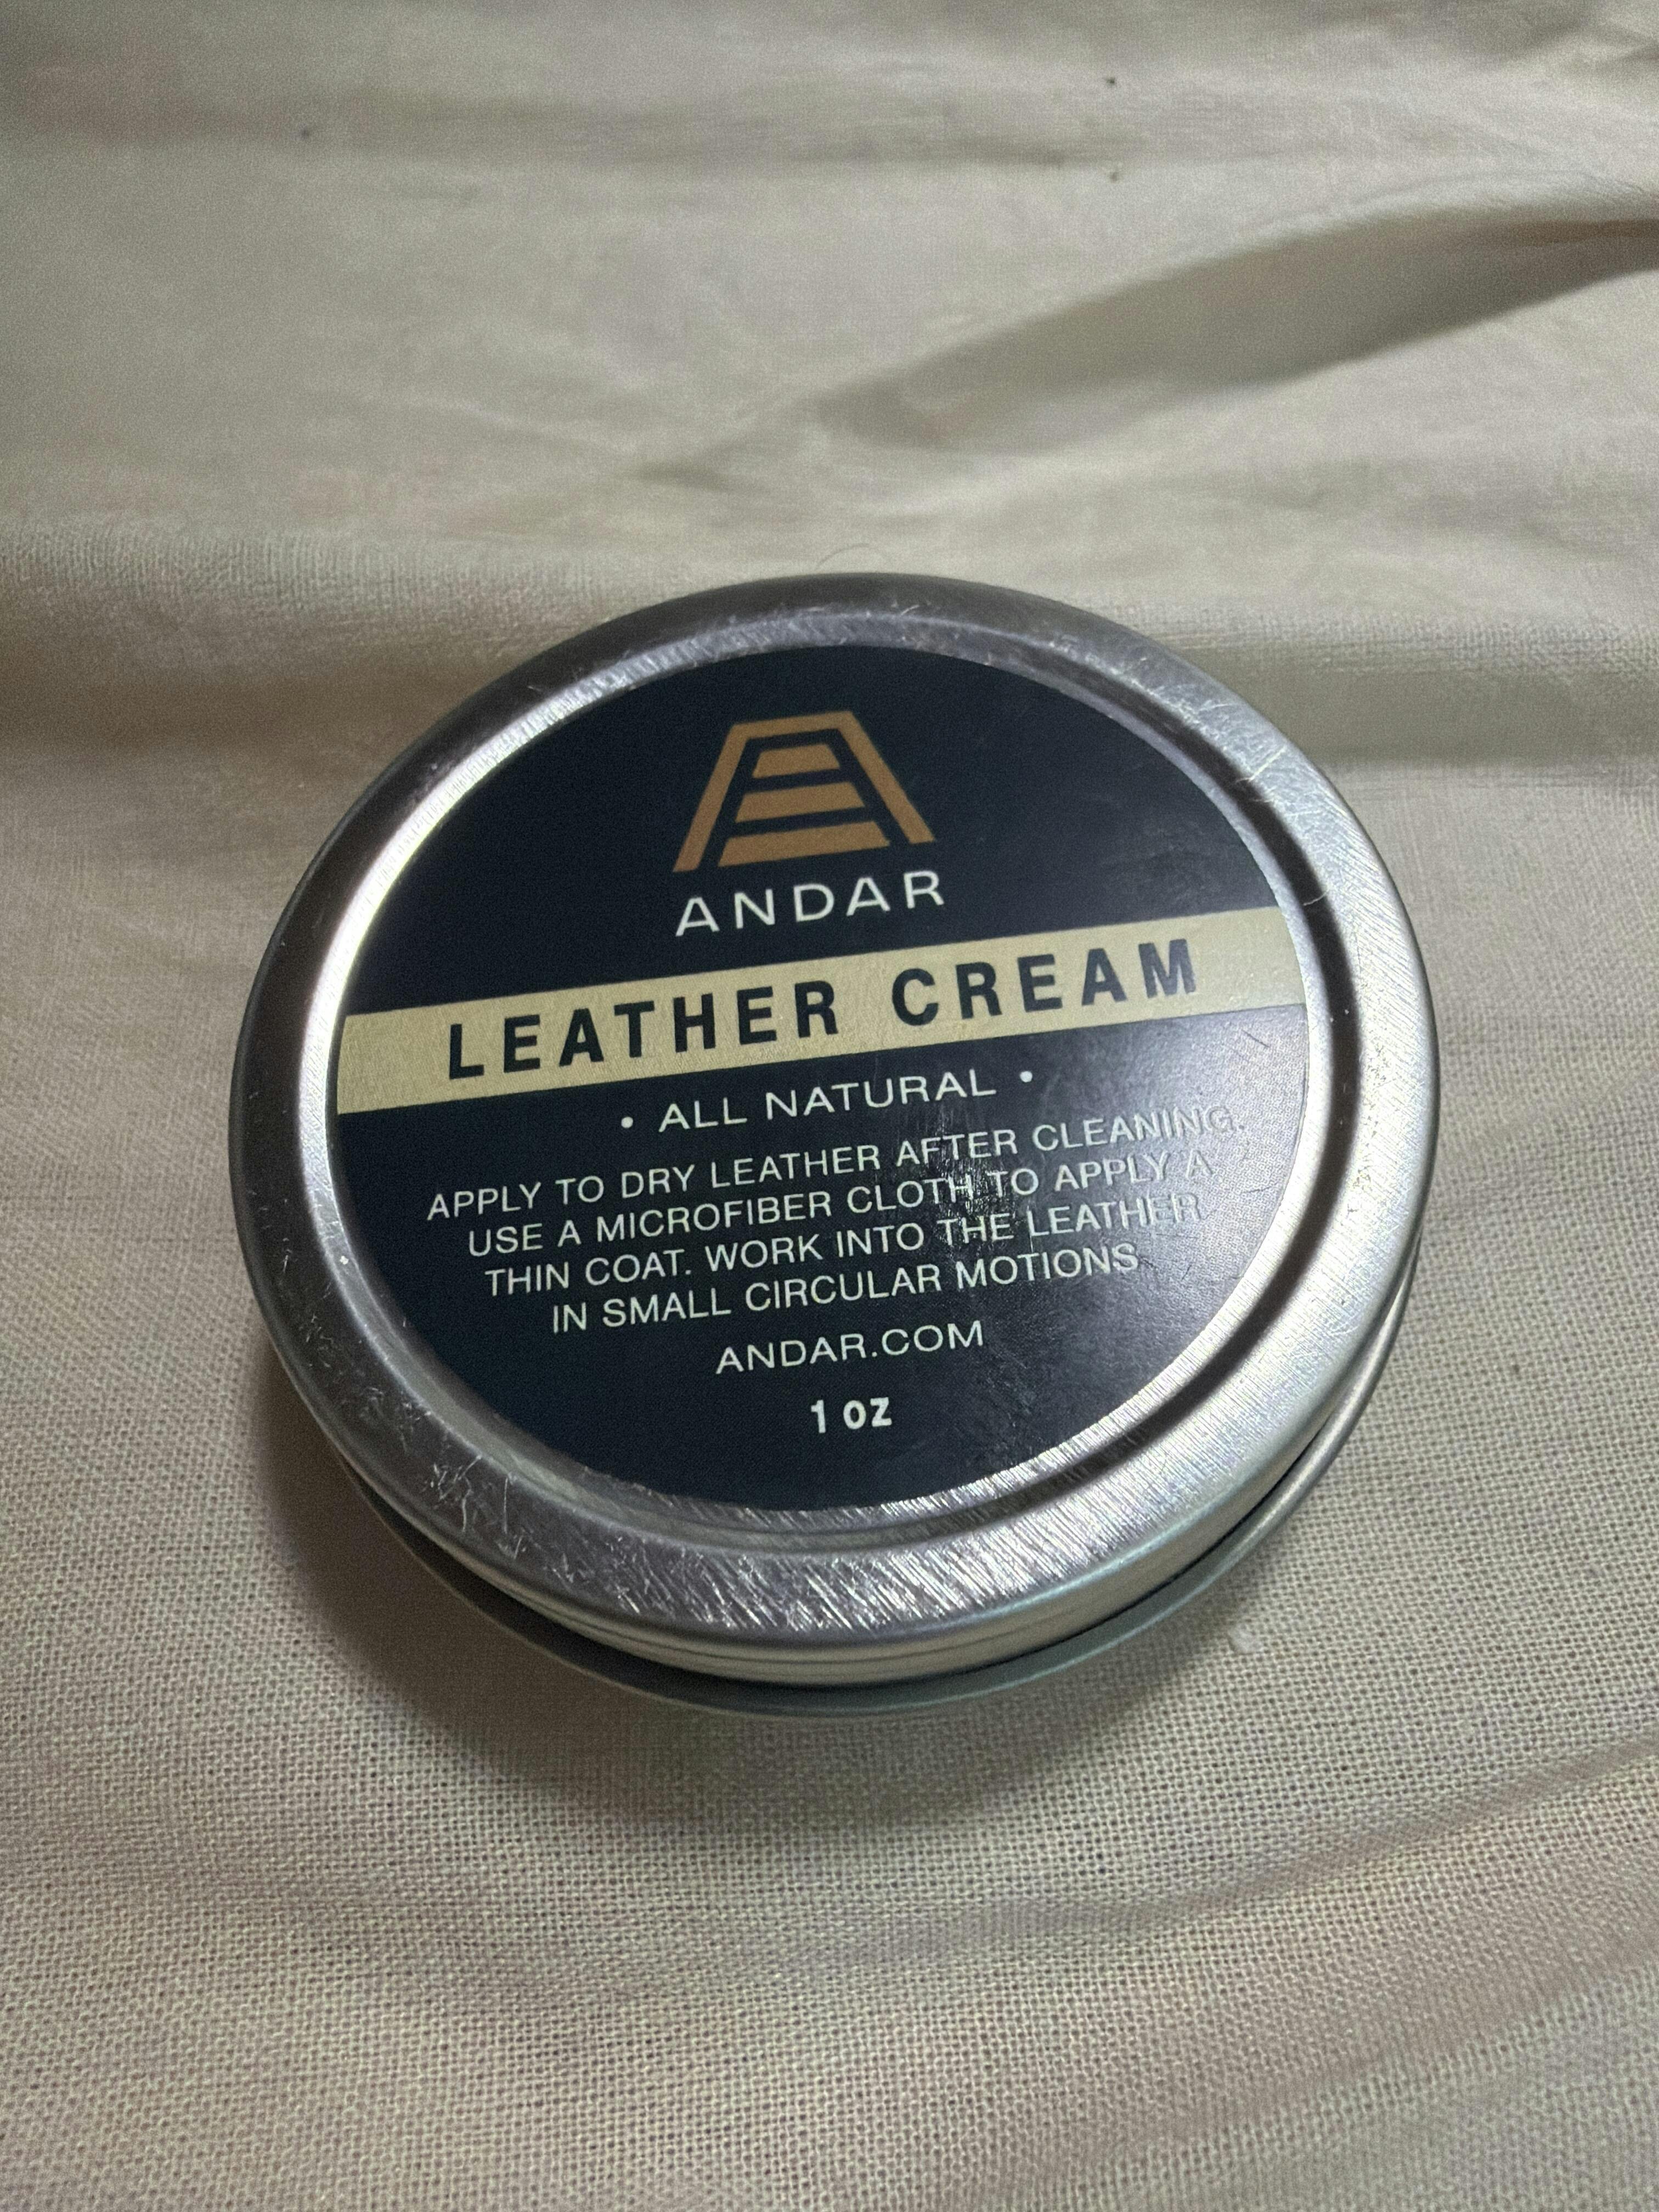 ANDAR
LEATHER CREAM
• ALL NATURAL •
APPLY TO DRY LEATHER AFTER CLEANING.
USE A MICROFIBER CLOTH TO APPLY A
THIN COAT. WORK INTO THE LEATHER
IN SMALL CIRCULAR MOTIONS
ANDAR.COM
1 oz